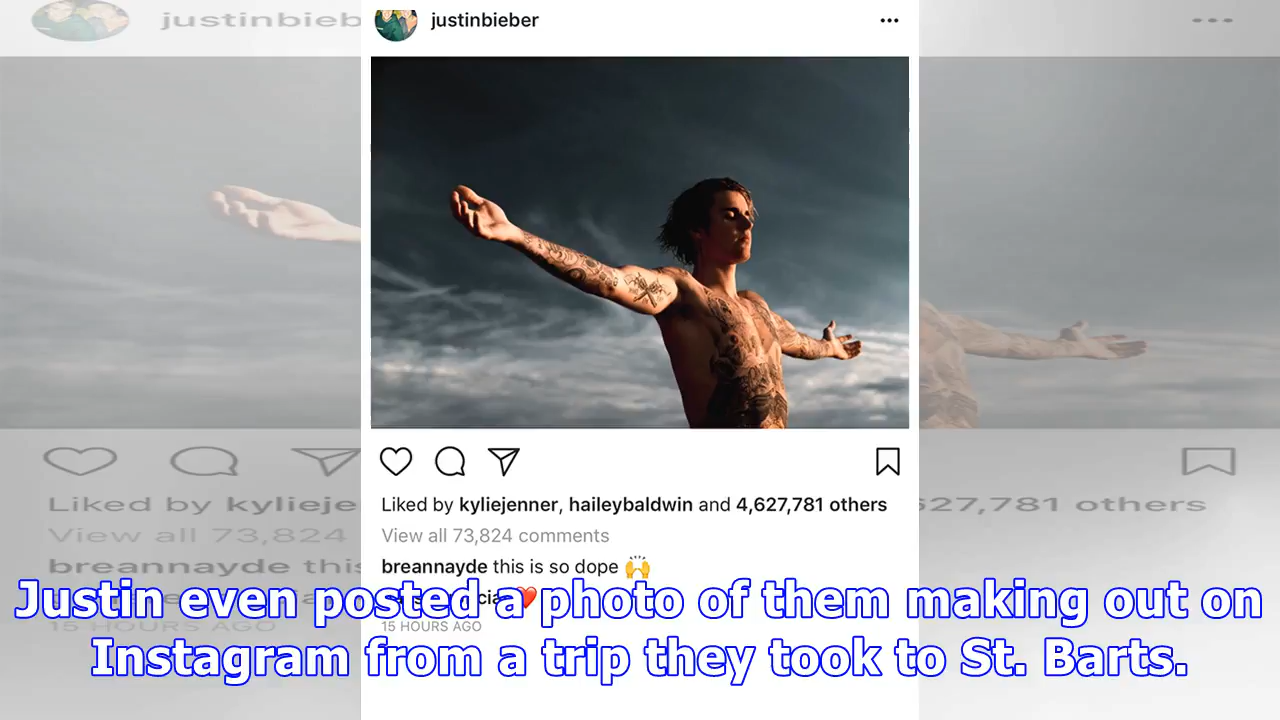 justinbieber
Liked by kyliejenner, haileybaldwin and 4,627,781 others
View all 73,824 comments
breannayde this is so dope 🙌
❤️
15 HOURS AGO
Justin even posted a photo of them making out on
Instagram from a trip they took to St. Barts.